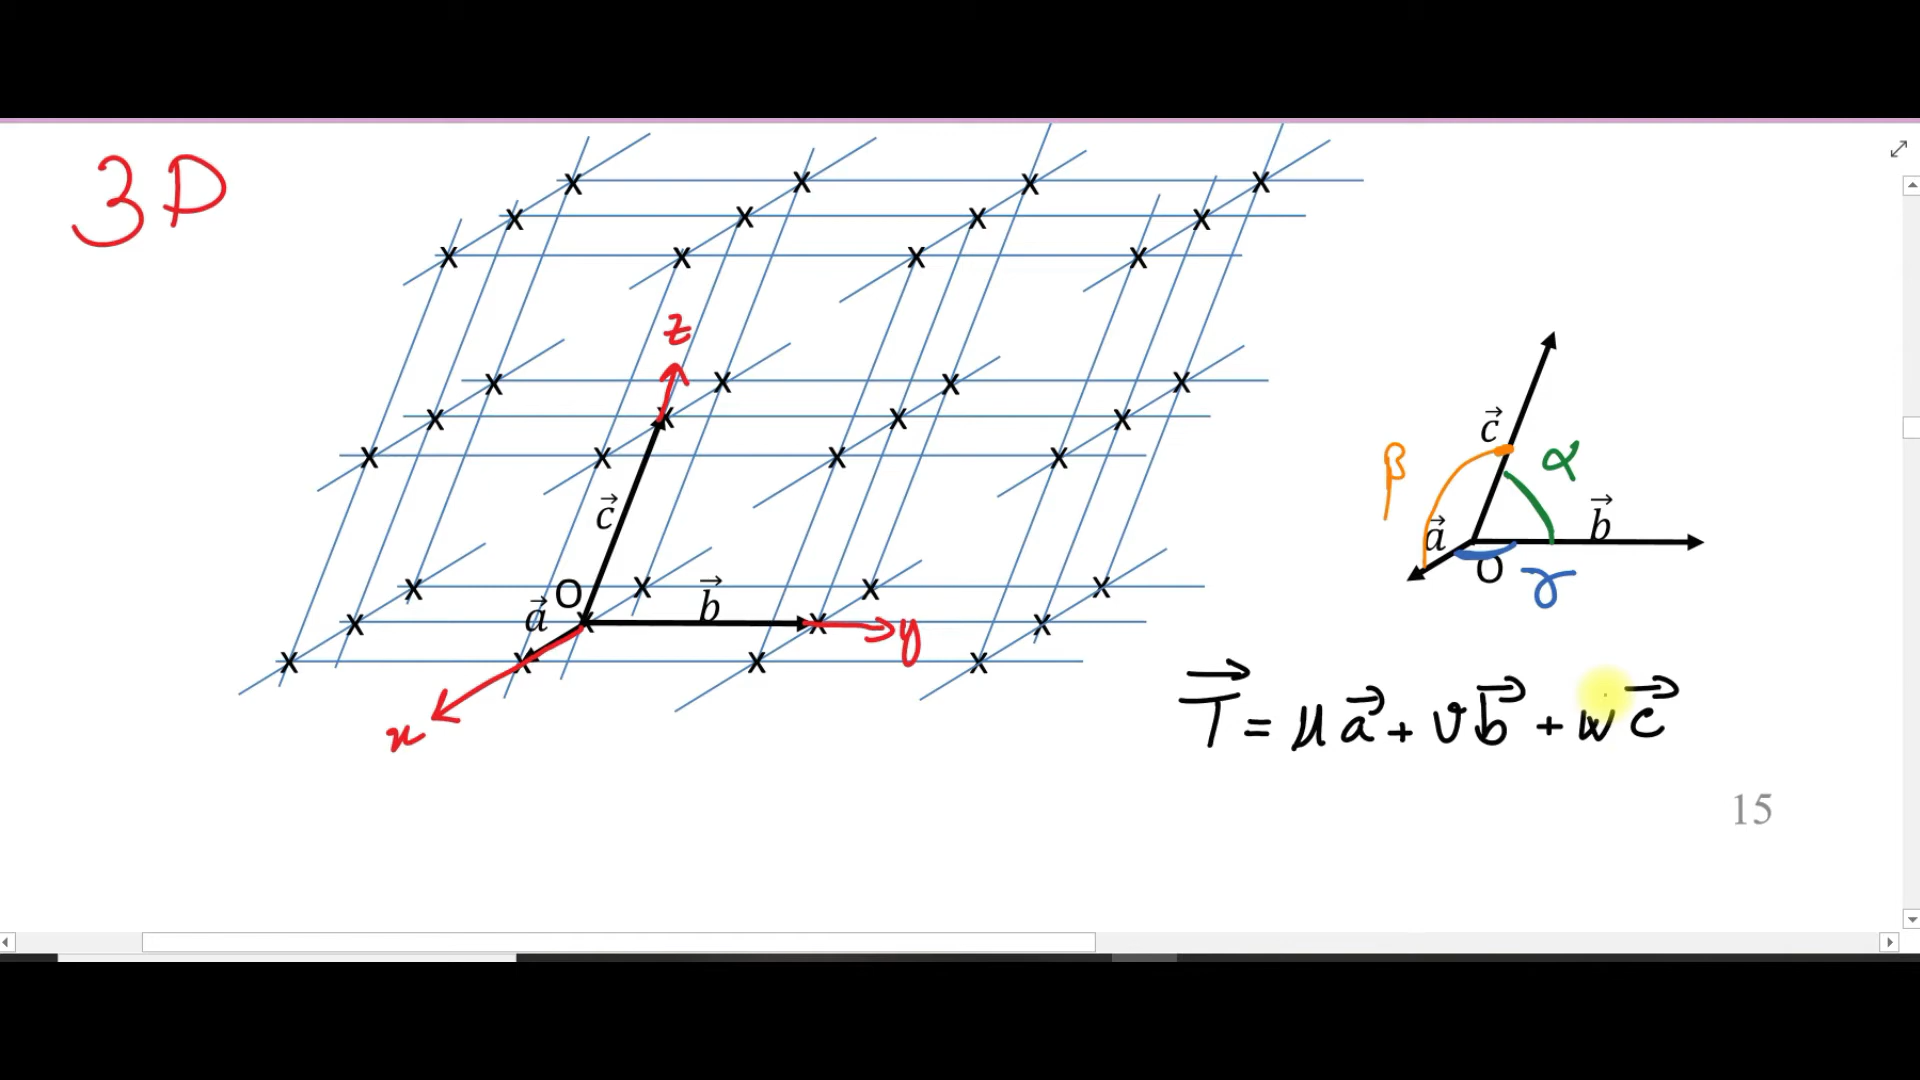 3D
z
c⃗
O
a⃗
b⃗
y
x
c⃗
α
β
a⃗
b⃗
O
γ
T⃗ = u a⃗ + v b⃗ + w c⃗
15